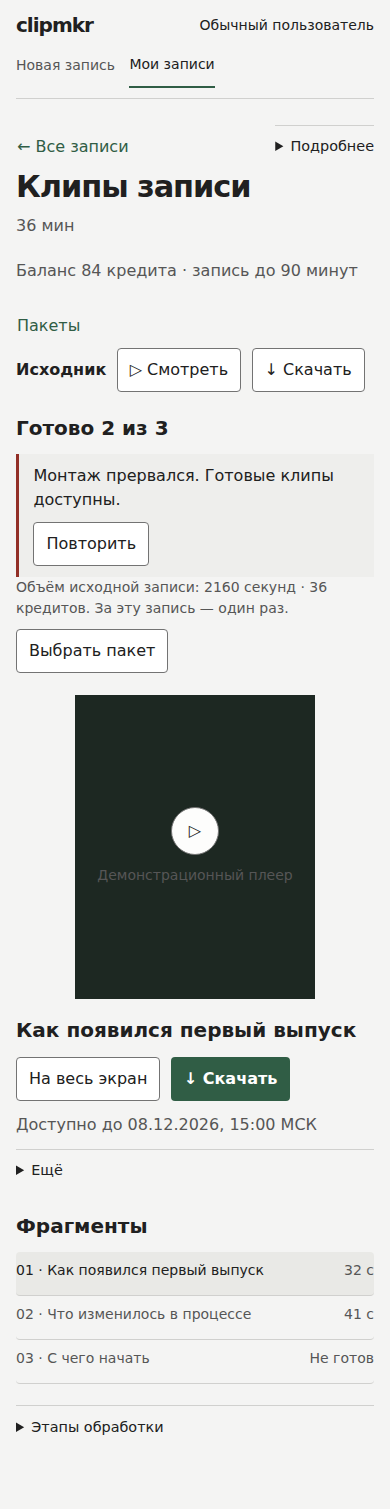 clipmkr Обычный пользователь
Новая запись Мои записи
← Все записи ▶ Подробнее
Клипы записи
36 мин
Баланс 84 кредита · запись до 90 минут
Пакеты
Исходник ▷ Смотреть ↓ Скачать
Готово 2 из 3
Монтаж прервался. Готовые клипы
доступны.
Повторить
Объём исходной записи: 2160 секунд · 36
кредитов. За эту запись — один раз.
Выбрать пакет
▷
Демонстрационный плеер
Как появился первый выпуск
На весь экран ↓ Скачать
Доступно до 08.12.2026, 15:00 МСК
▶ Ещё
Фрагменты
01 · Как появился первый выпуск 32 с
02 · Что изменилось в процессе 41 с
03 · С чего начать Не готов
▶ Этапы обработки